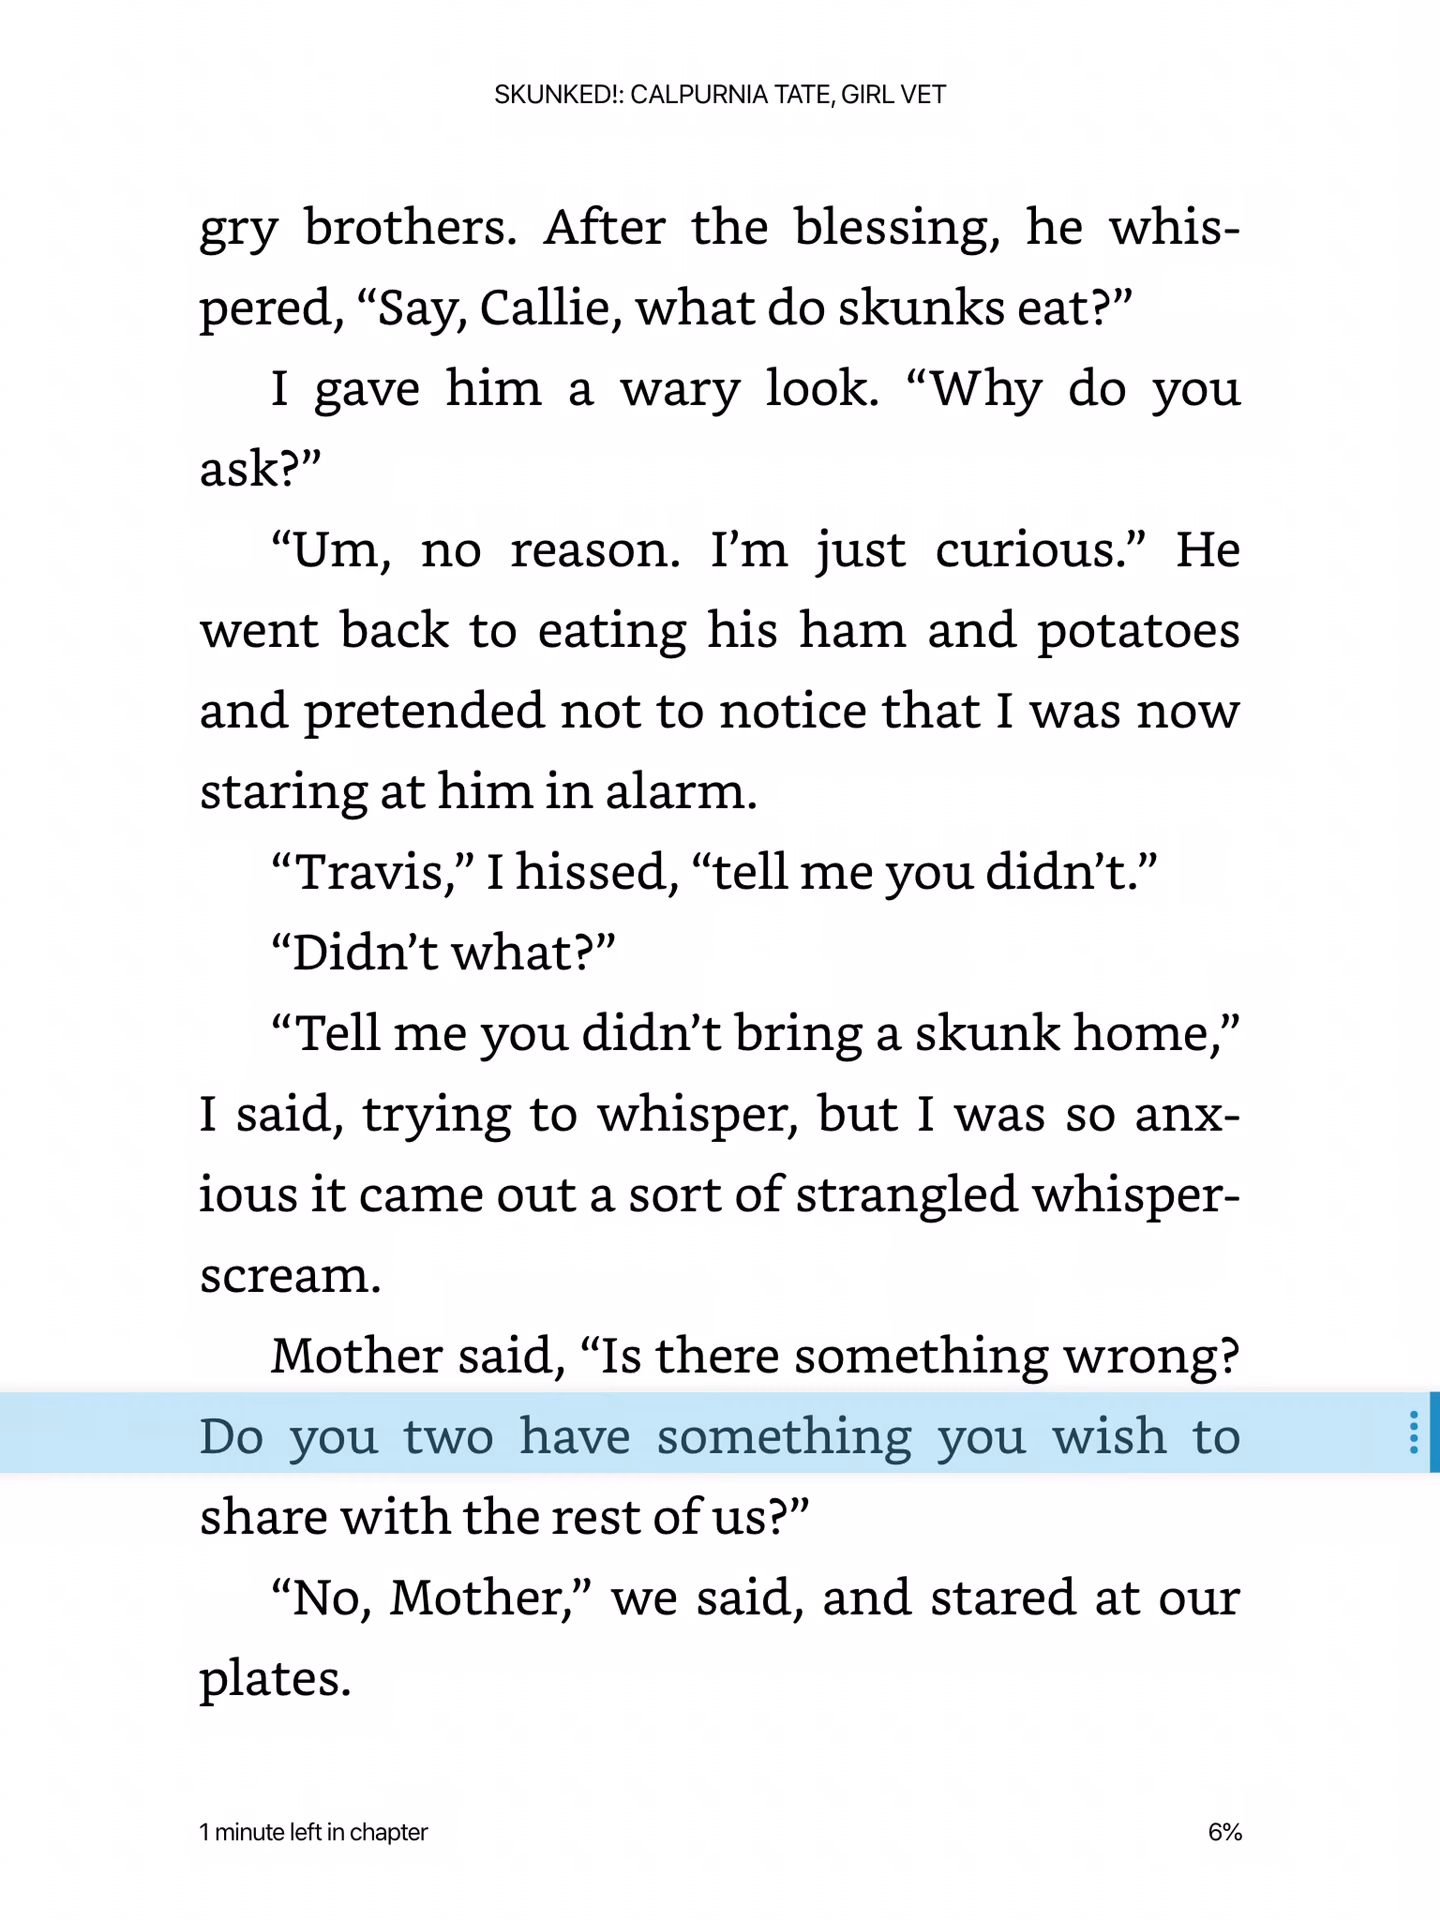 SKUNKED!: CALPURNIA TATE, GIRL VET
gry brothers. After the blessing, he whis-
pered, “Say, Callie, what do skunks eat?”
I gave him a wary look. “Why do you
ask?”
“Um, no reason. I’m just curious.” He
went back to eating his ham and potatoes
and pretended not to notice that I was now
staring at him in alarm.
“Travis,” I hissed, “tell me you didn’t.”
“Didn’t what?”
“Tell me you didn’t bring a skunk home,”
I said, trying to whisper, but I was so anx-
ious it came out a sort of strangled whisper-
scream.
Mother said, “Is there something wrong?
Do you two have something you wish to
share with the rest of us?”
“No, Mother,” we said, and stared at our
plates.
1 minute left in chapter
6%